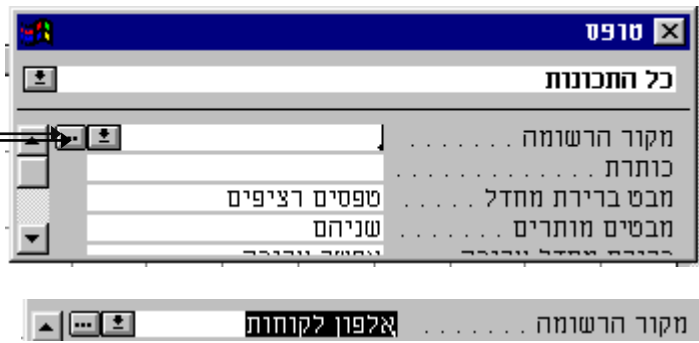 טופס
כל התכונות
מקור הרשומה . . . . . . .
כותרת . . . . . . . . . . . . .
מבט ברירת מחדל . . . . . טפסים רציפים
מבטים מותרים . . . . . . . שניהם
מקור הרשומה . . . . . . . אלפון לקוחות